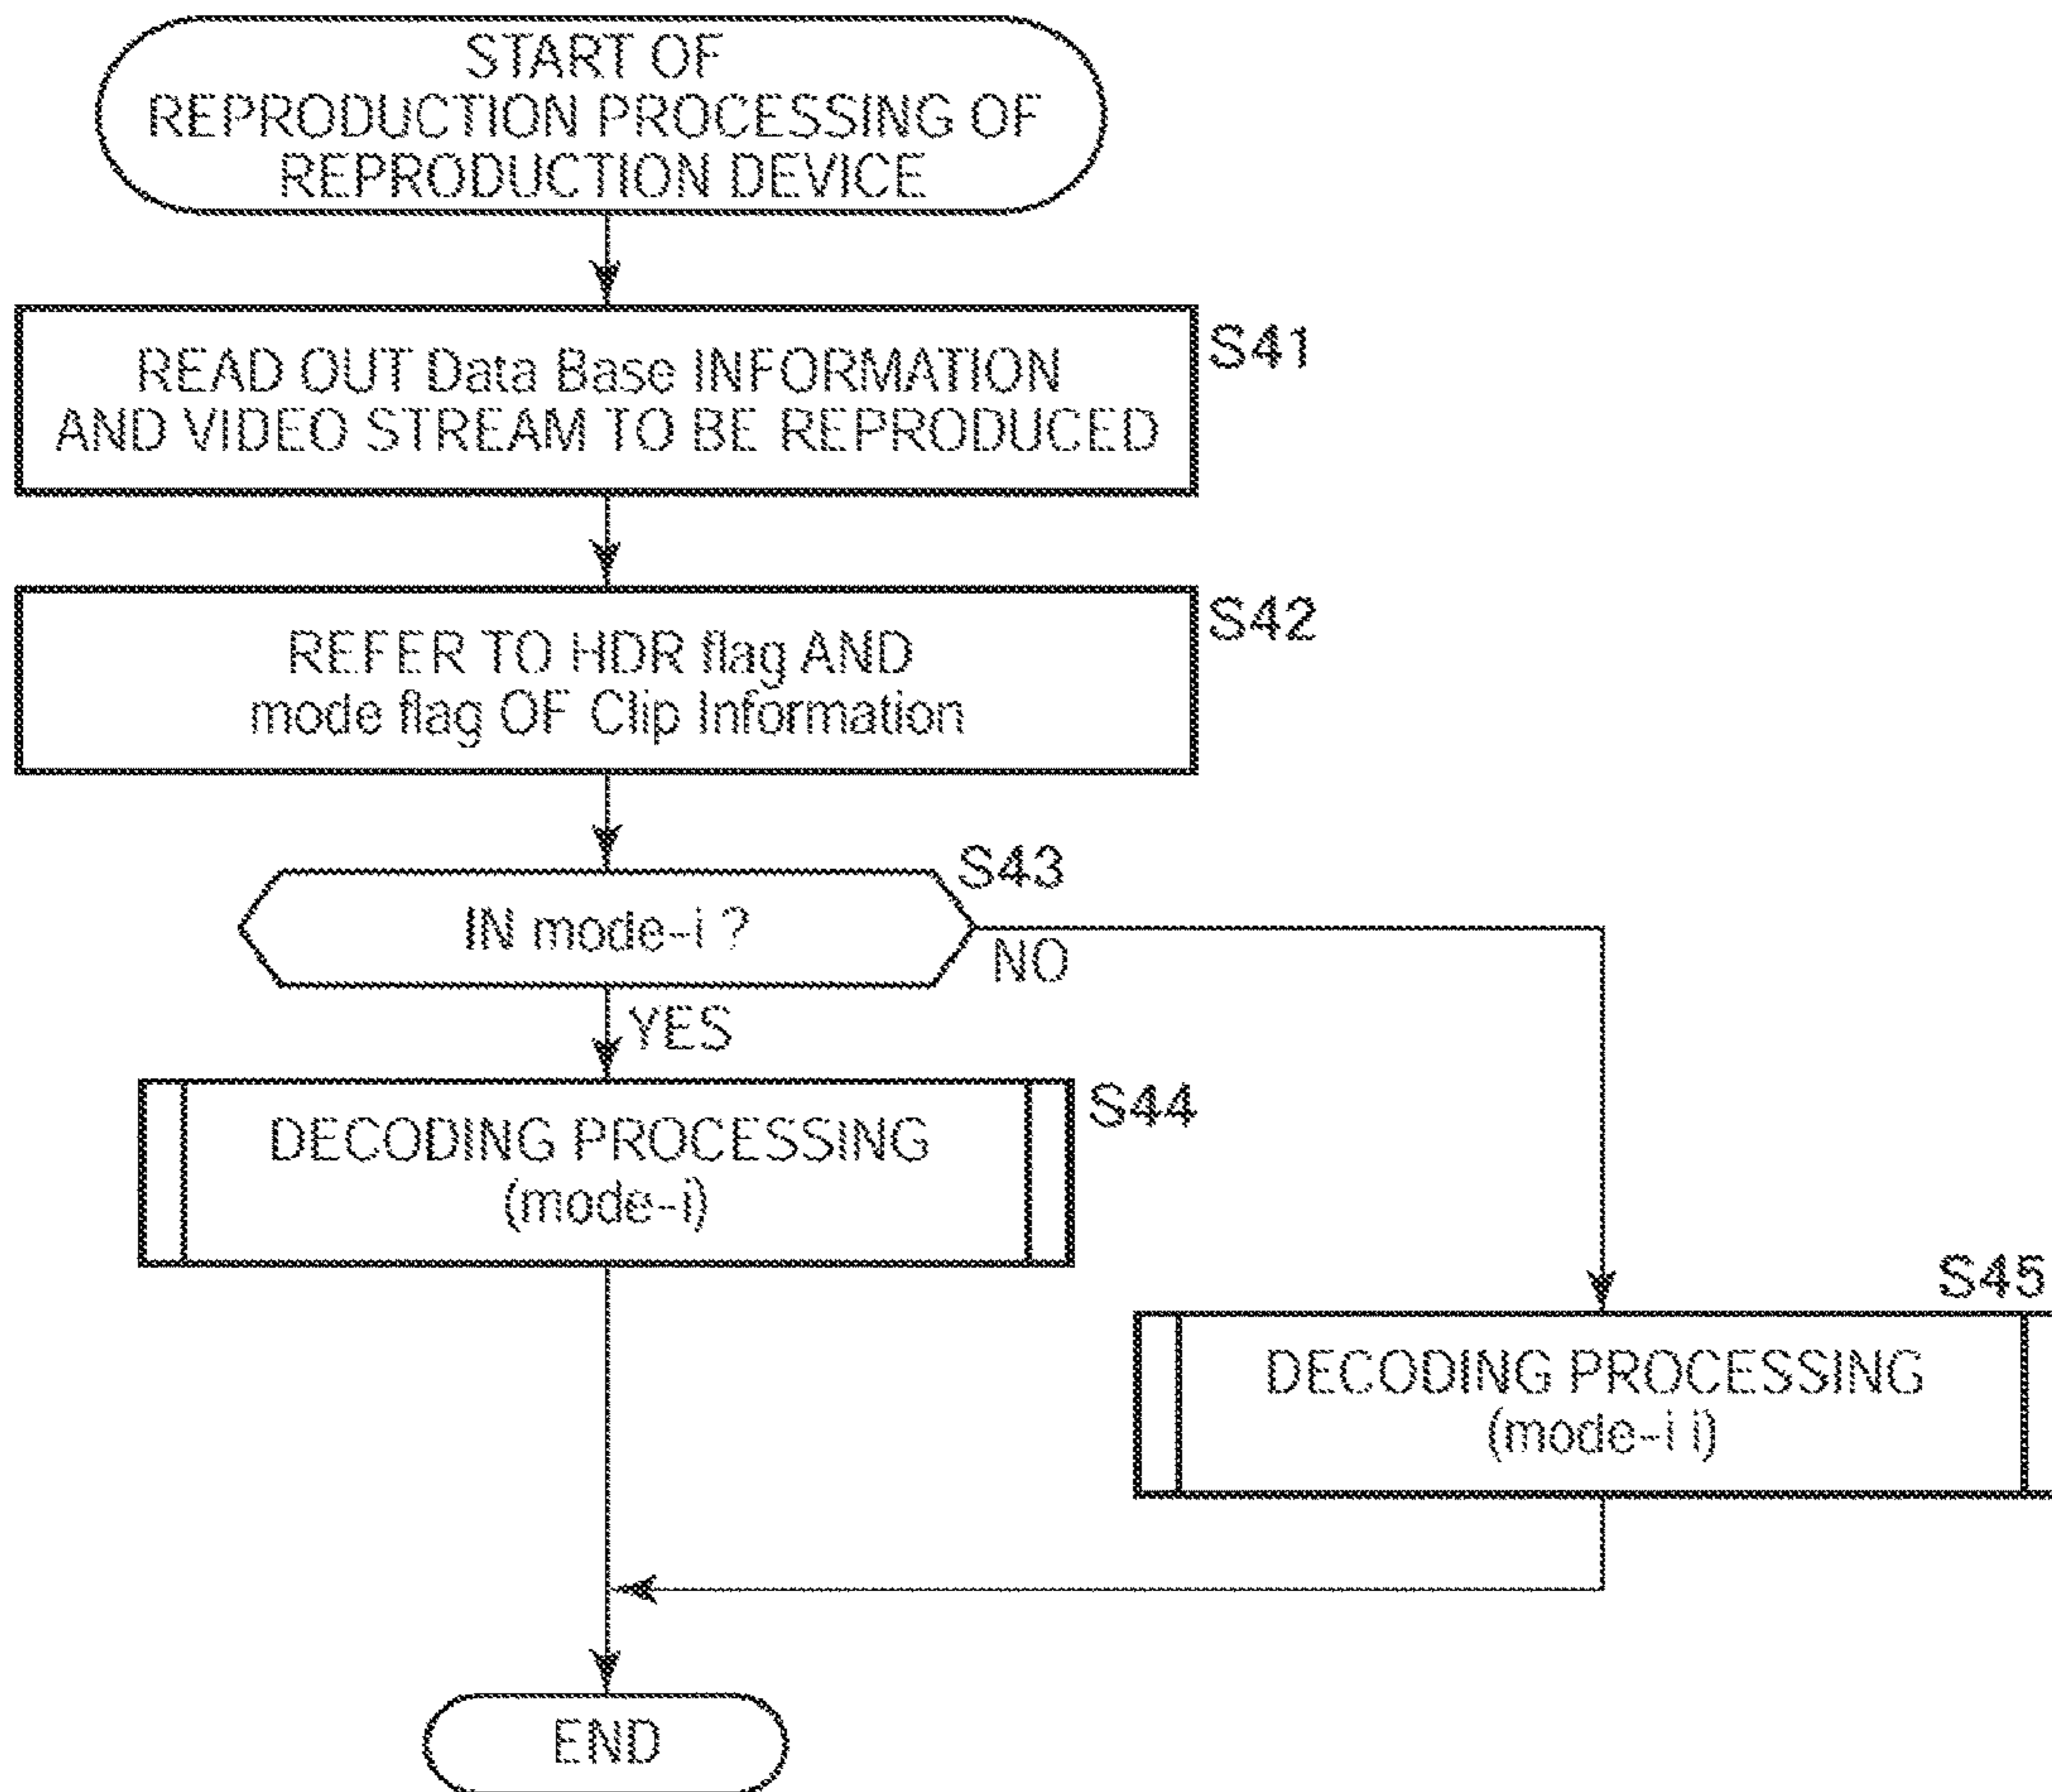 START OF
REPRODUCTION PROCESSING OF
REPRODUCTION DEVICE
READ OUT Data Base INFORMATION
AND VIDEO STREAM TO BE REPRODUCED
S41
REFER TO HDR flag AND
mode flag OF Clip Information
S42
IN mode-i ?
S43
NO
YES
DECODING PROCESSING
(mode-i)
S44
S45
DECODING PROCESSING
(mode-i i)
END